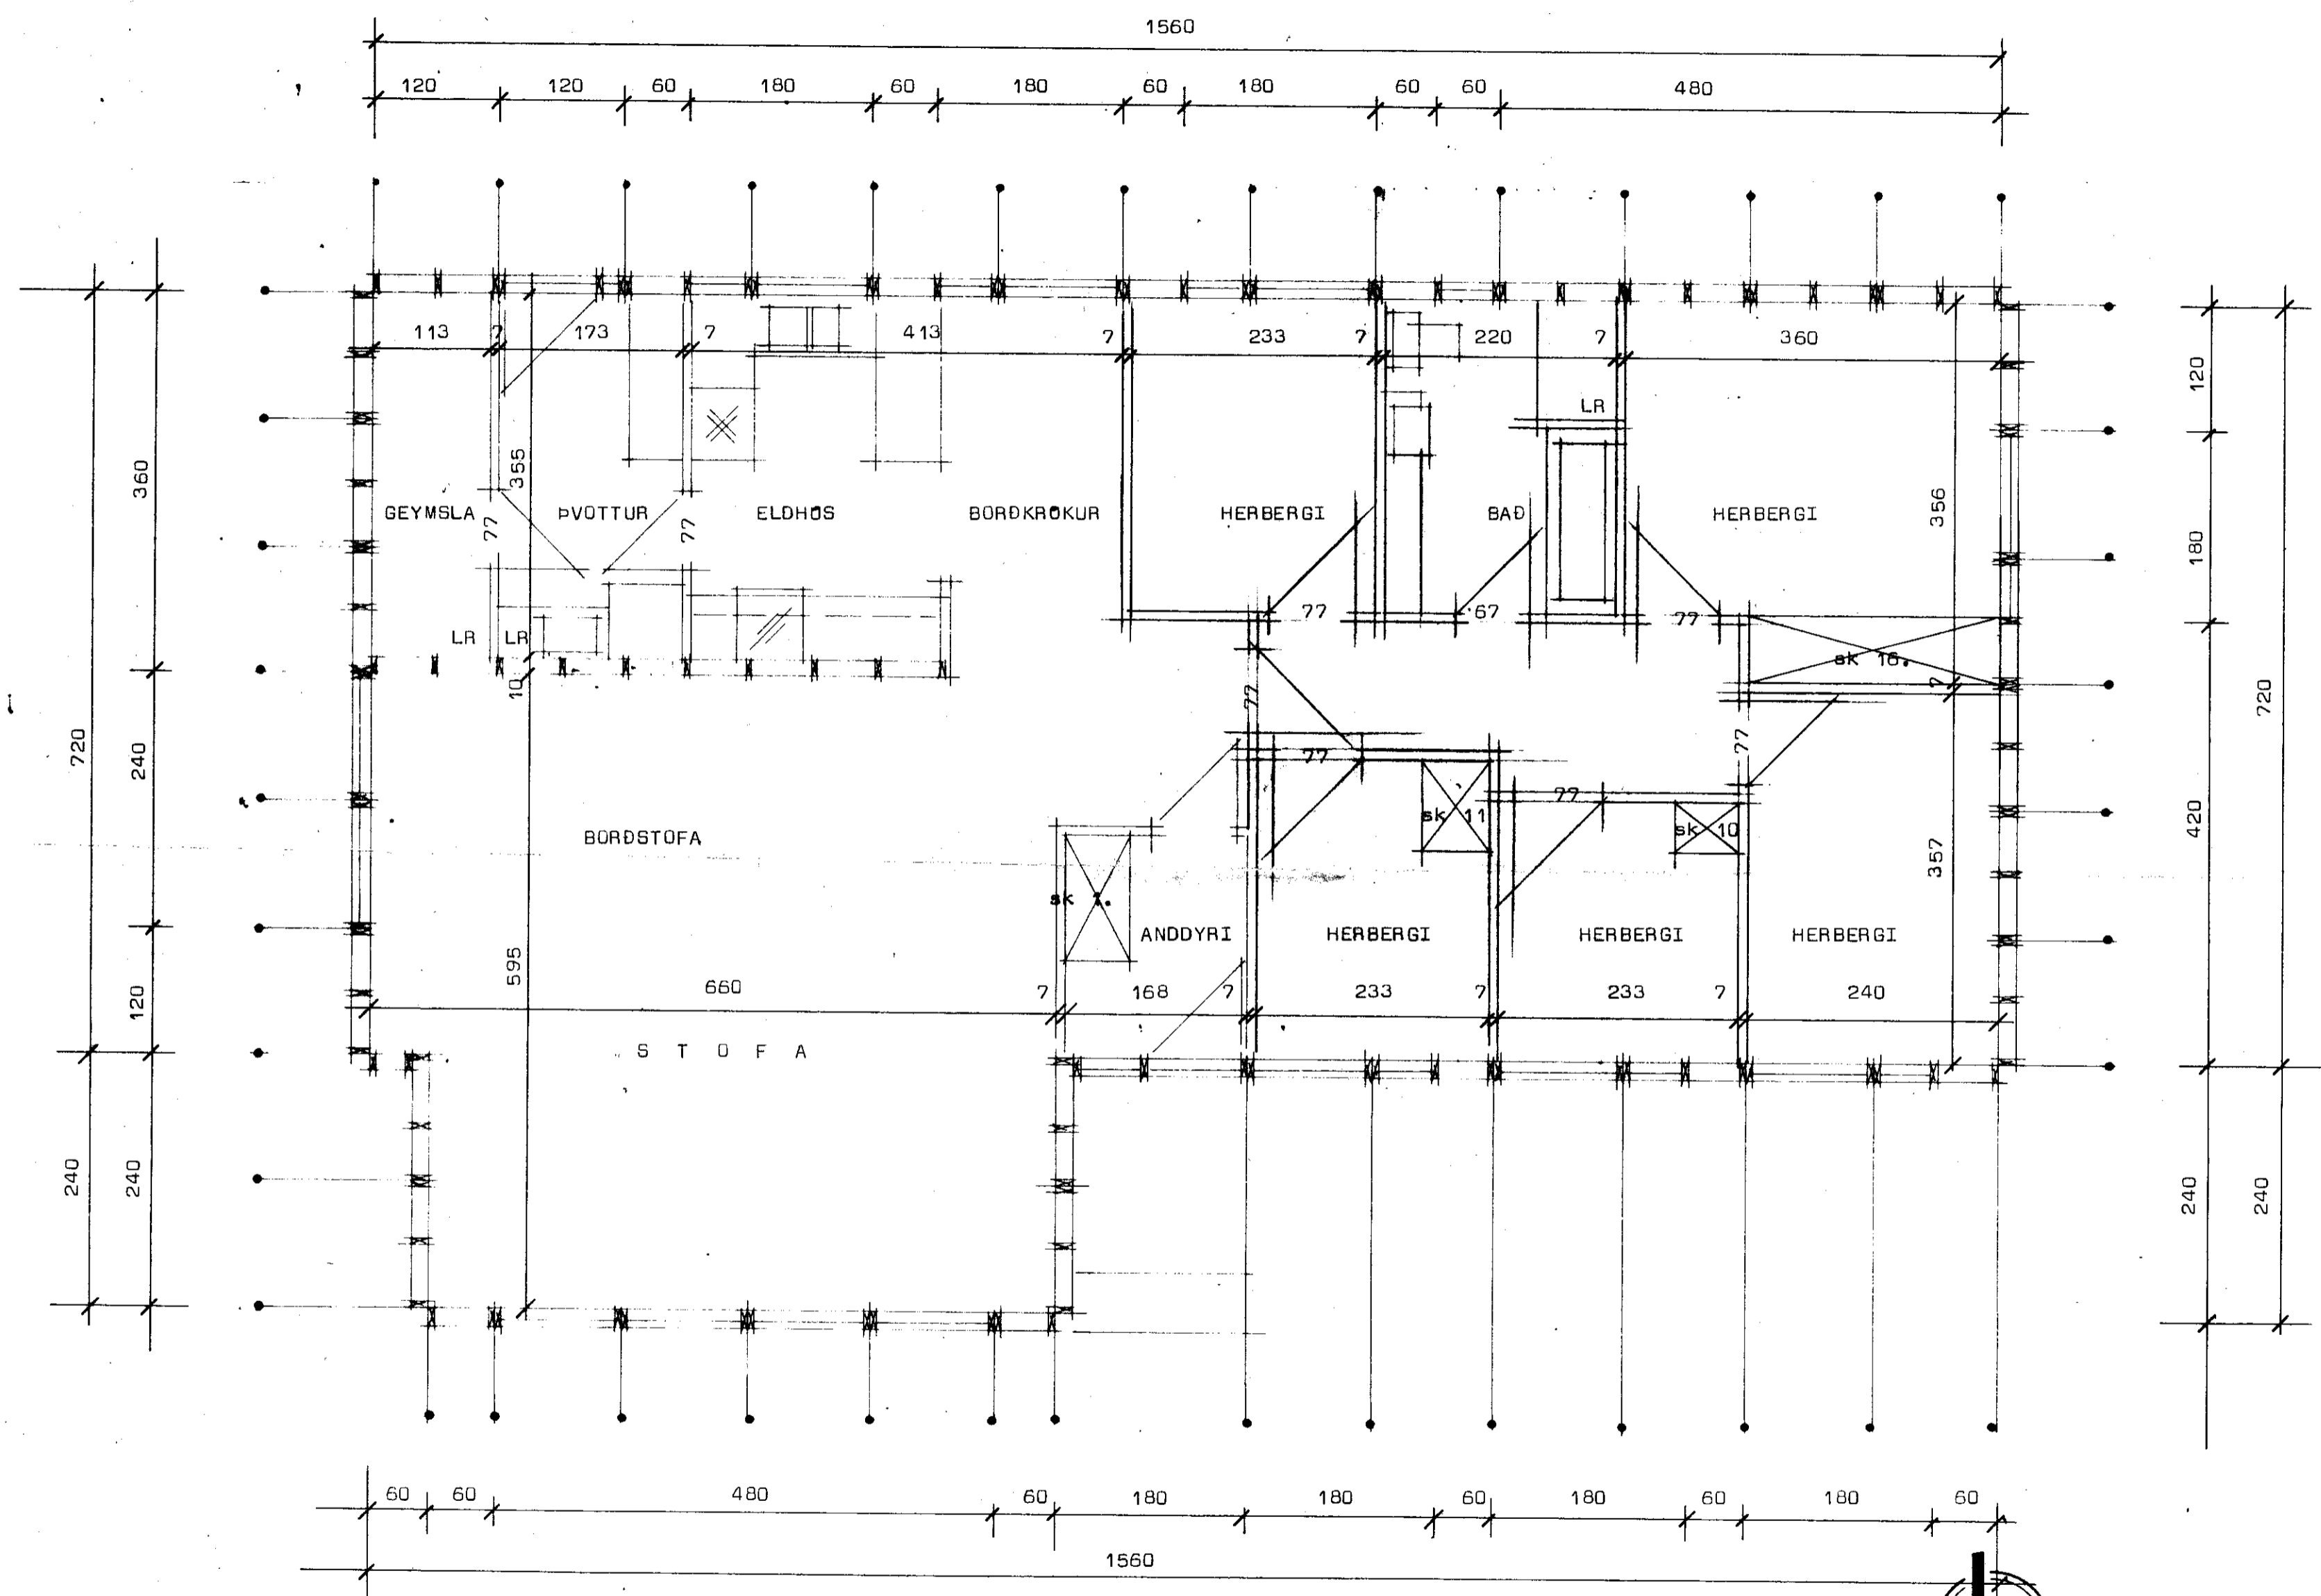 1560
120 120 60 180 60 180 60 180 60 60 480
113 7 173 7 413 7 233 7 220 7 360
LR
120
355
360
356
GEYMSLA ÞVOTTUR ELDHÚS BORÐKRÓKUR HERBERGI BAÐ HERBERGI
77 77
180
77 67 77
LR LR
sk 16.
10
77
7
720
240
77
77
720
77
sk 11
sk 10
BORÐSTOFA
420
357
sk 1.
ANDDYRI HERBERGI HERBERGI HERBERGI
595
660 7 168 7 233 7 233 7 240
120
S T O F A
240 240
240 240
60 60 480 60 180 180 60 180 60 180 60
1560